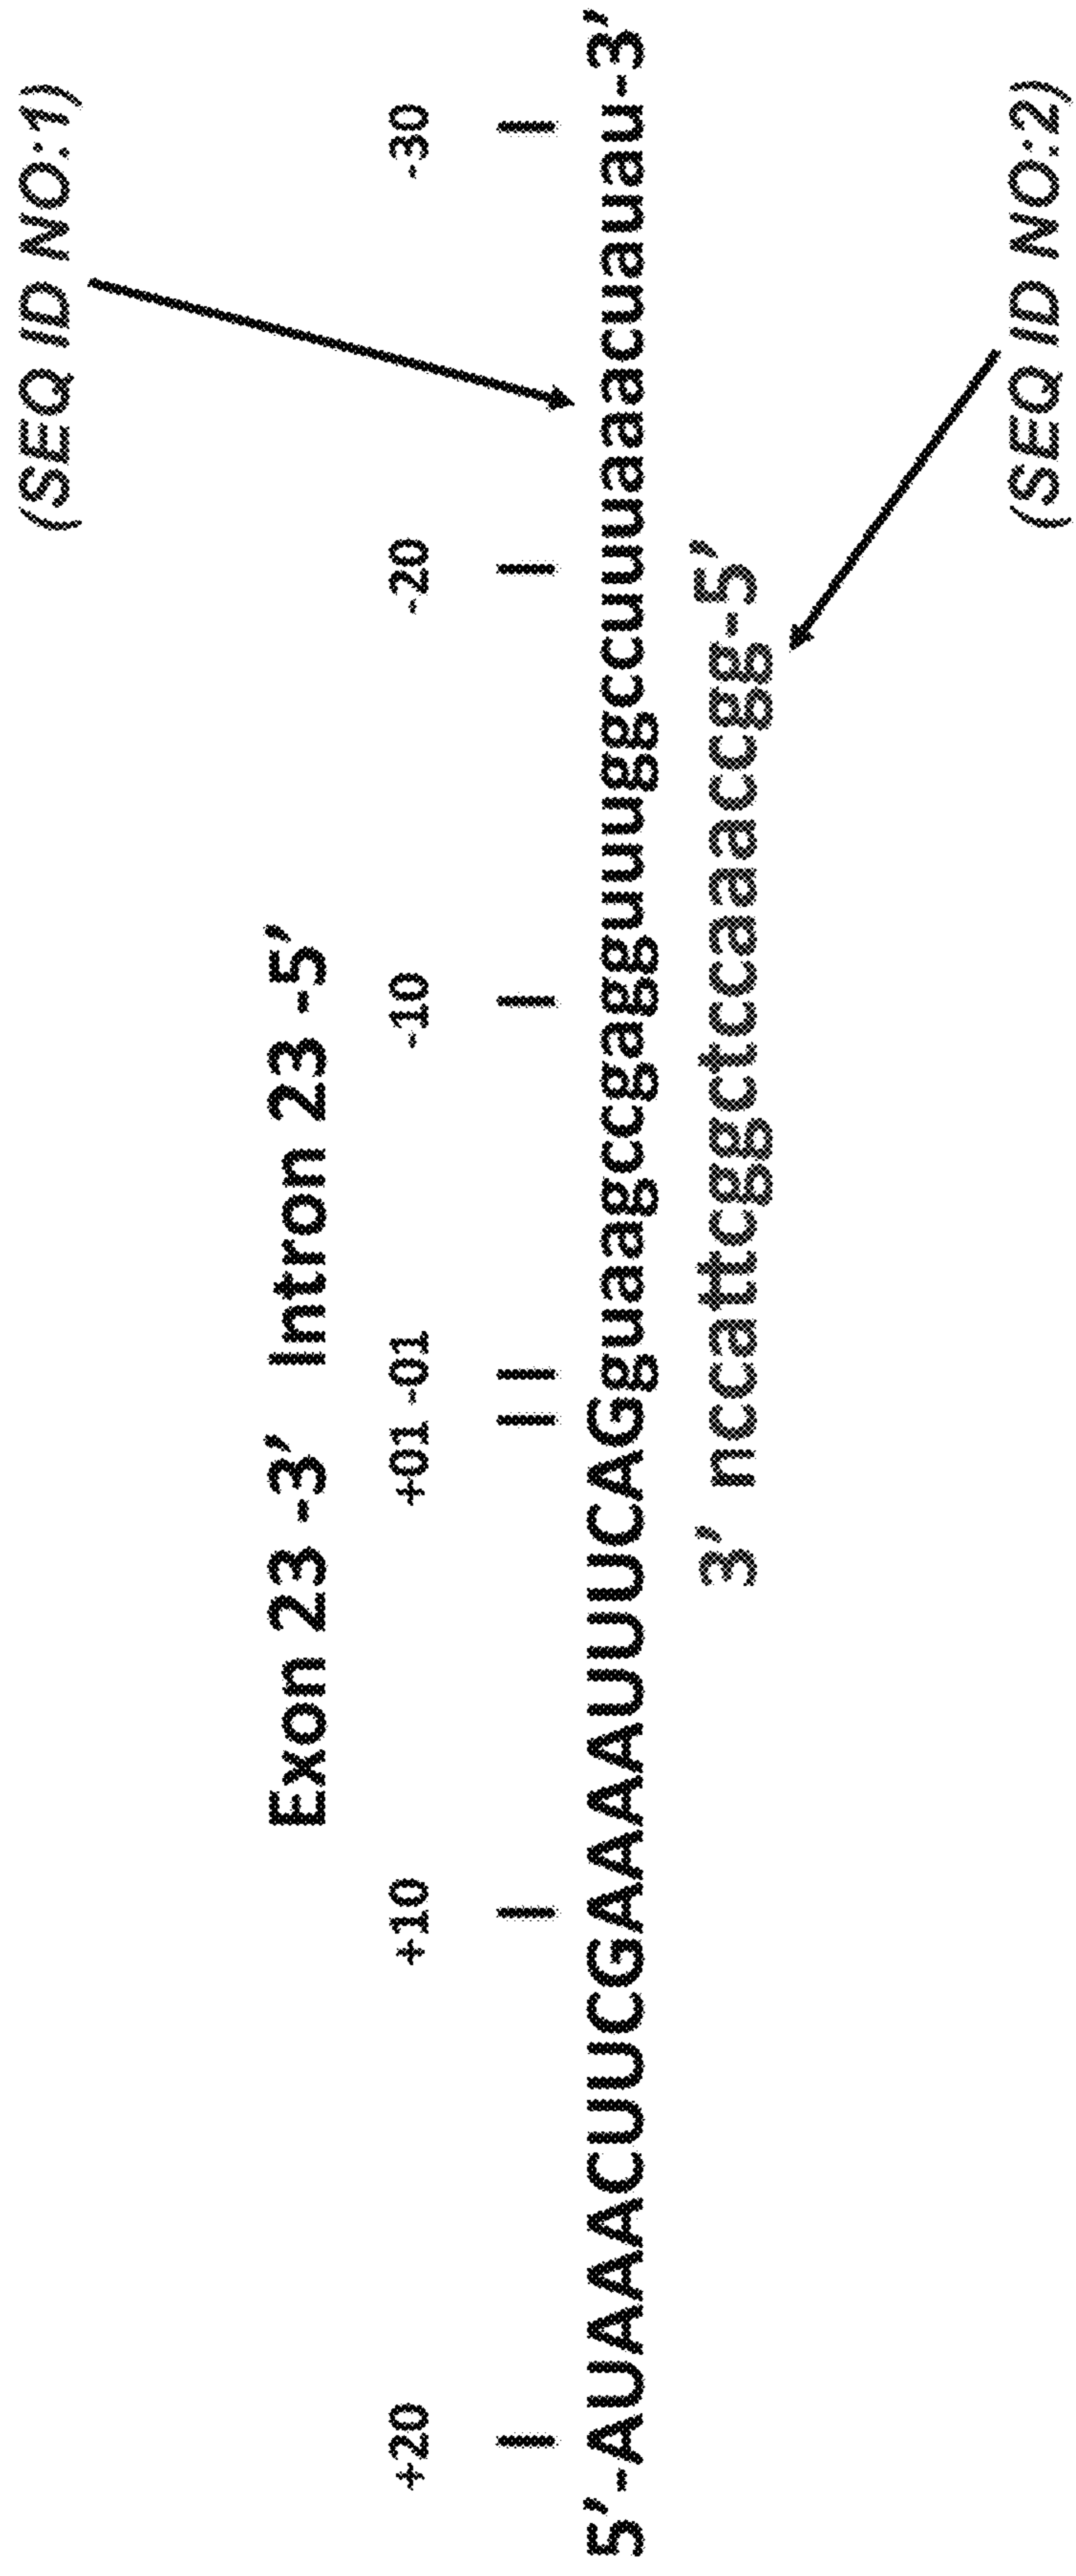 (SEQ ID NO:1)
Exon 23 -3' Intron 23 -5'
+20 +10 +01 -01 -10 -20 -30
5'-AUAAACUUCGAAAAUUUCAGguaagccgagguuuggccuuuaaacuauau-3'
3' nccattcggctccaaaccgg-5'
(SEQ ID NO:2)